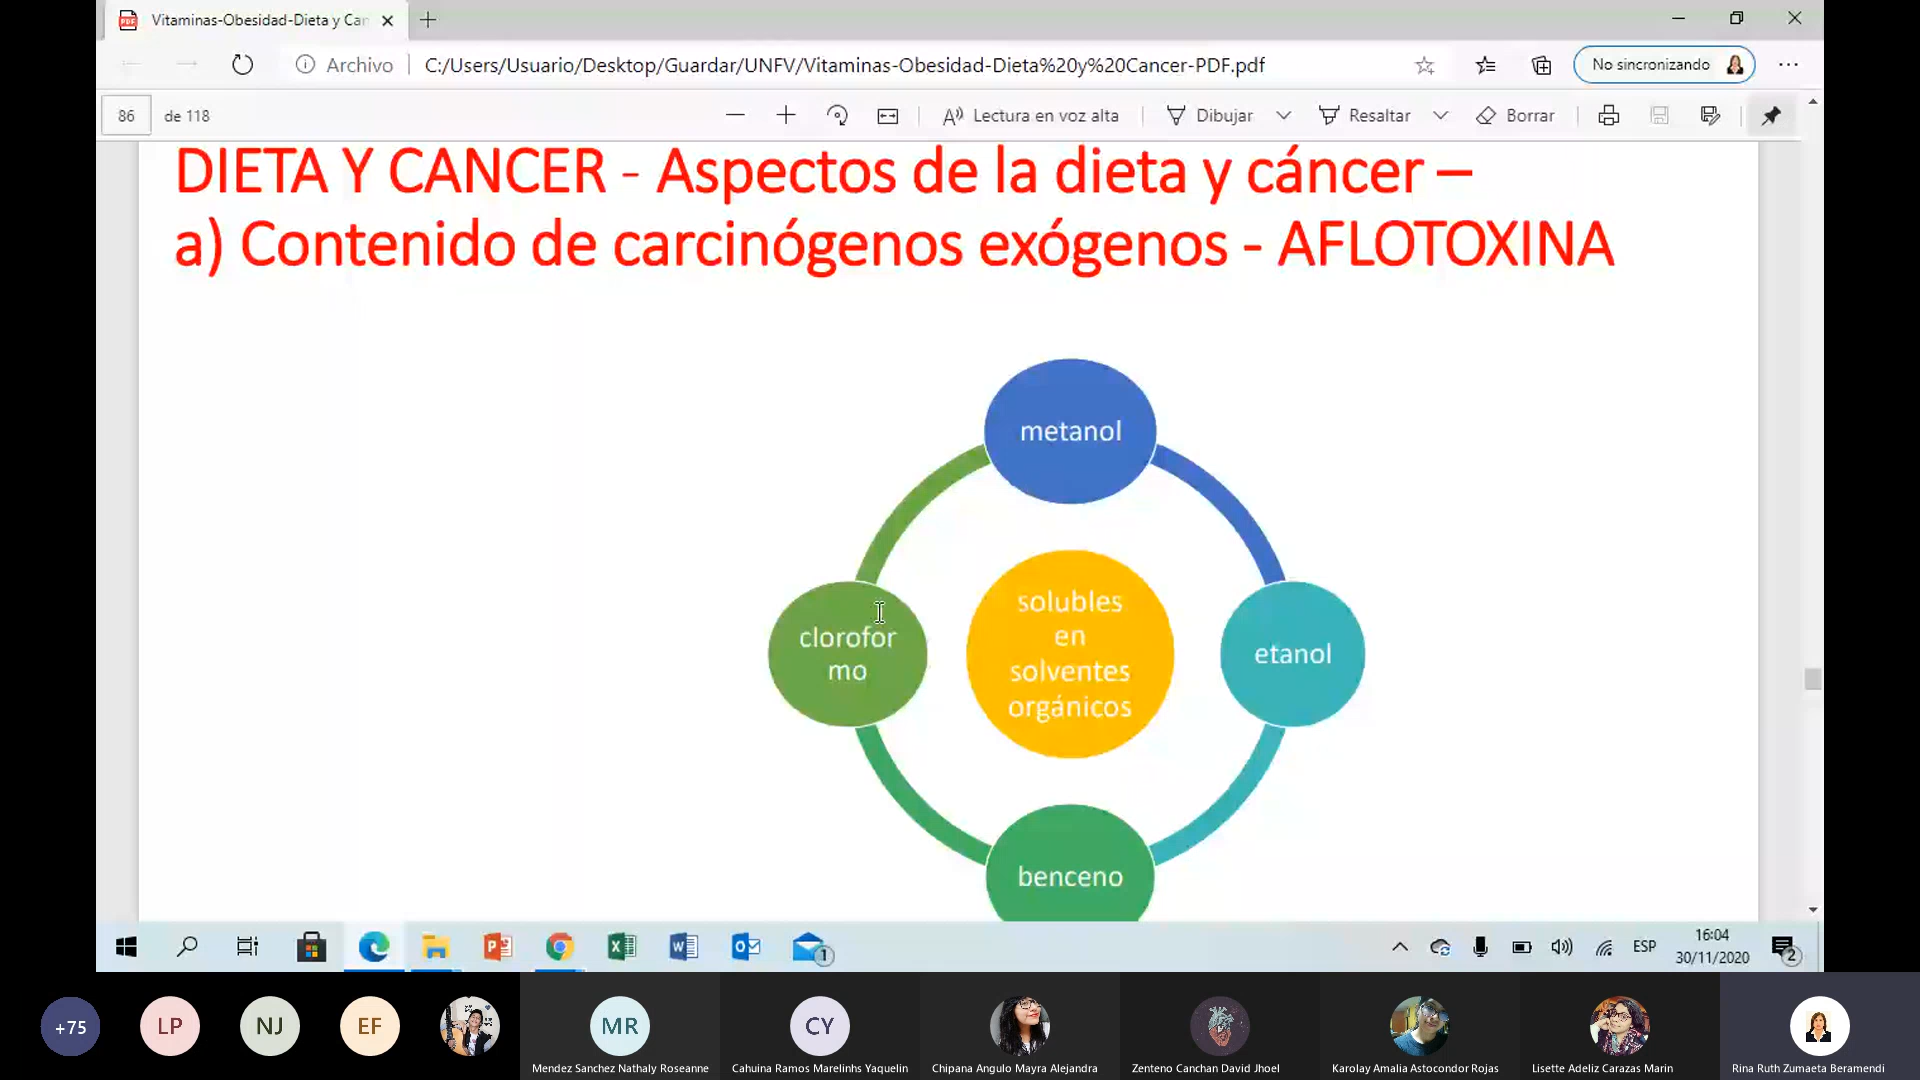 Vitaminas-Obesidad-Dieta y Can
Archivo
C:/Users/Usuario/Desktop/Guardar/UNFV/Vitaminas-Obesidad-Dieta%20y%20Cancer-PDF.pdf
No sincronizando
86
de 118
Lectura en voz alta
Dibujar
Resaltar
Borrar
DIETA Y CANCER - Aspectos de la dieta y cáncer –
a) Contenido de carcinógenos exógenos - AFLOTOXINA
metanol
clorofor
mo
solubles
en
solventes
orgánicos
etanol
benceno
1
ESP
16:04
30/11/2020
2
+75
LP
NJ
EF
MR
CY
Mendez Sanchez Nathaly Roseanne
Cahuina Ramos Marelinhs Yaquelin
Chipana Angulo Mayra Alejandra
Zenteno Canchan David Jhoel
Karolay Amalia Astocondor Rojas
Lisette Adeliz Carazas Marin
Rina Ruth Zumaeta Beramendi